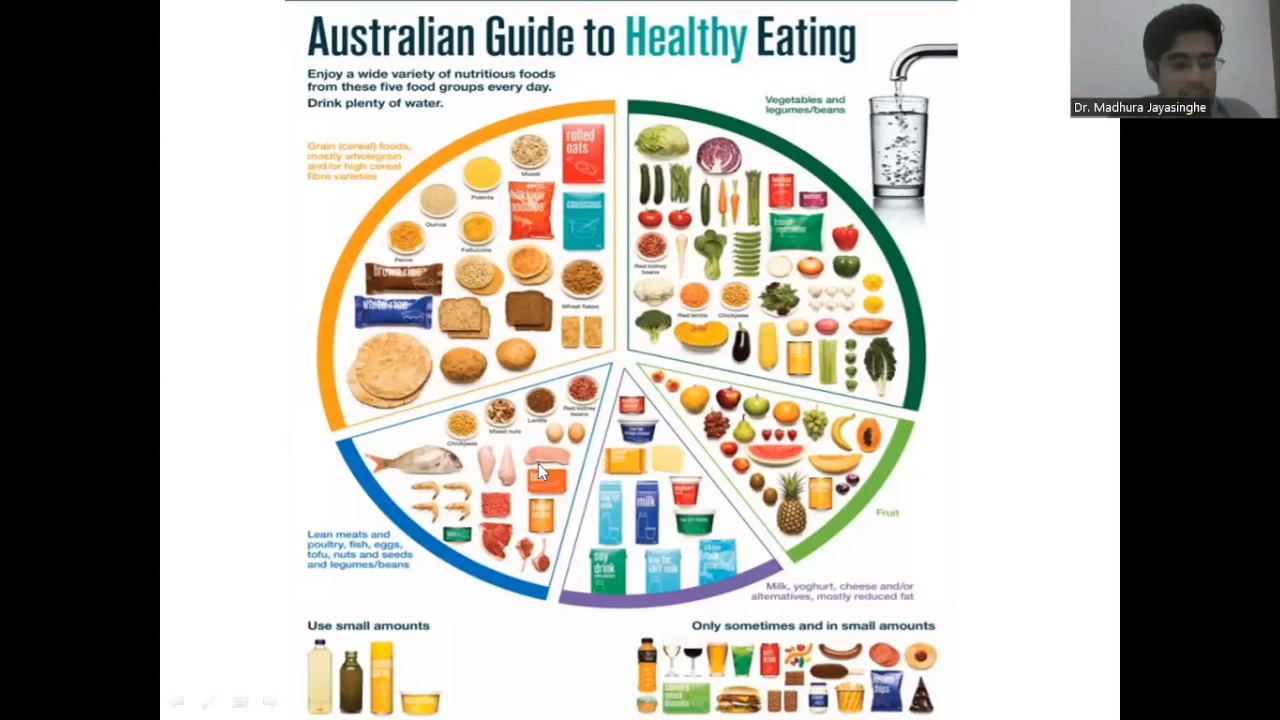 Australian Guide to Healthy Eating
Enjoy a wide variety of nutritious foods
from these five food groups every day.
Drink plenty of water.
Dr. Madhura Jayasinghe
Vegetables and
legumes/beans
Grain (cereal) foods,
mostly wholegrain
and/or high cereal
fibre varieties
rolled
oats
Muesli
Polenta
Quinoa
couscous
Fettuccine
Penne
brown rice
white rice
Wheat flakes
Red kidney
beans
Red lentils
Chickpeas
Red kidney
beans
Lentils
Mixed nuts
Chickpeas
milk
soy
drink
Fruit
Lean meats and
poultry, fish, eggs,
tofu, nuts and seeds
and legumes/beans
Milk, yoghurt, cheese and/or
alternatives, mostly reduced fat
Use small amounts
Only sometimes and in small amounts